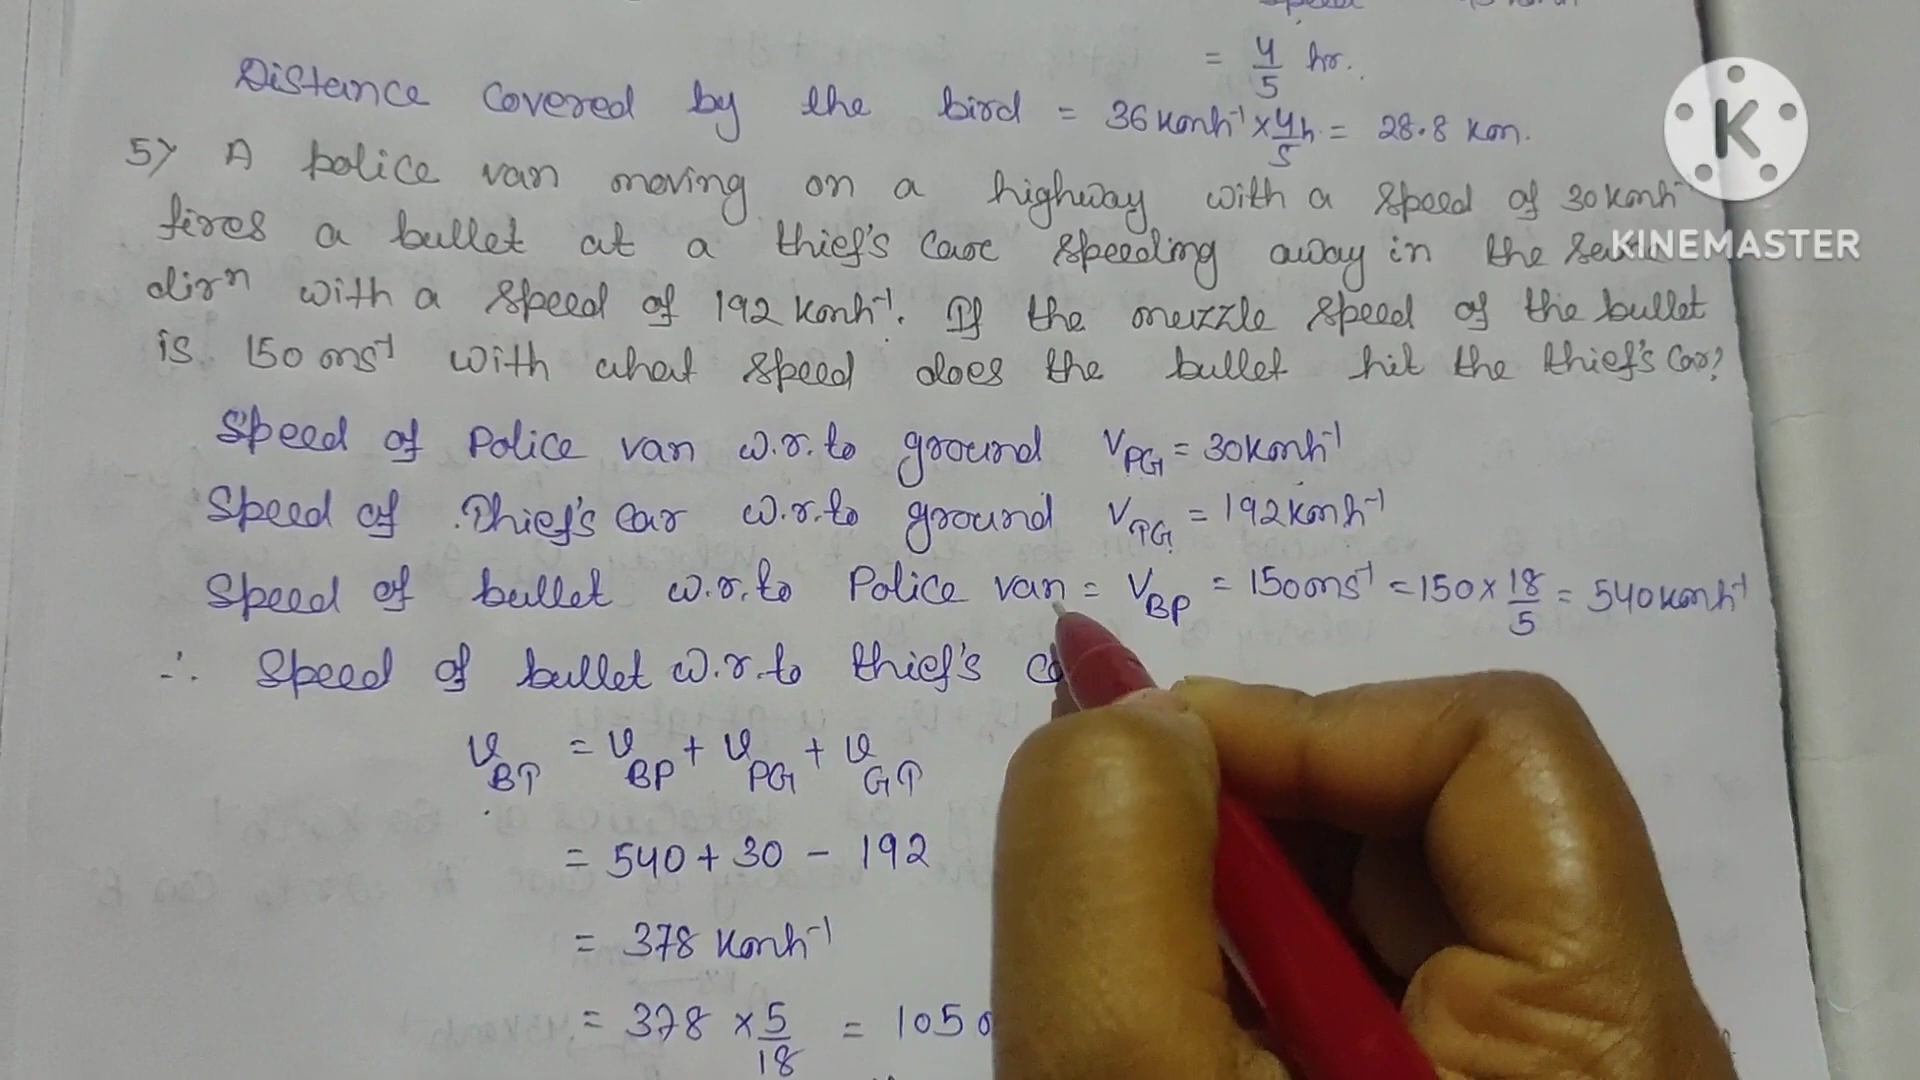 = 4/5 hr.
Distance covered by the bird = 36 kmh⁻¹ × 4/5 h = 28.8 km.
K
5) A police van moving on a highway with a speed of 30 kmh⁻
fires a bullet at a thief's car speeding away in the
KINEMASTER
dirⁿ with a speed of 192 kmh⁻¹. If the muzzle speed of the bullet
is 150 ms⁻¹ with what speed does the bullet hit the thief's car?
Speed of Police van w.r.to ground V_PG = 30 kmh⁻¹
Speed of Thief's car w.r.to ground V_TG = 192 kmh⁻¹
Speed of bullet w.r.to Police van = V_BP = 150 ms⁻¹ = 150 × 18/5 = 540 kmh⁻¹
∴ Speed of bullet w.r.to thief's
v_BT = v_BP + v_PG + v_GT
= 540 + 30 - 192
= 378 kmh⁻¹
= 378 × 5/18 = 105